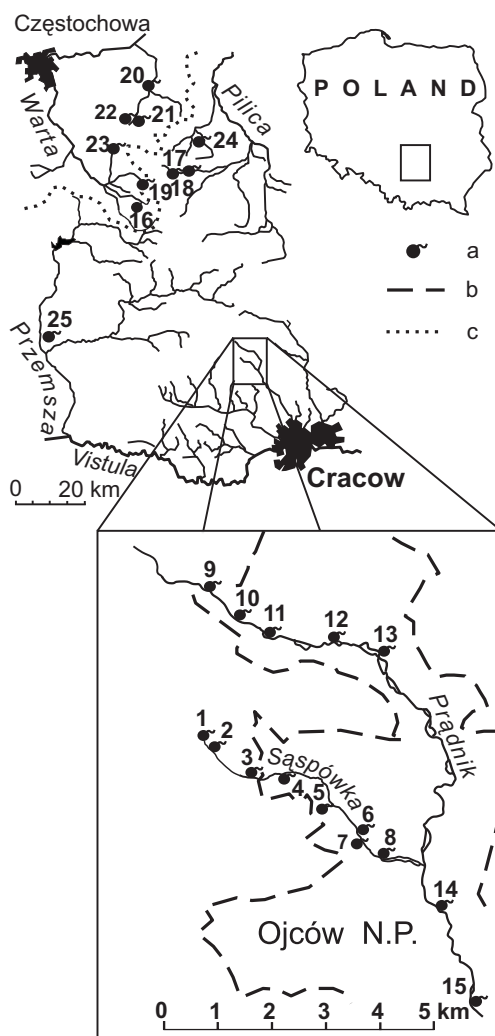 Częstochowa
POLAND
20
Pilica
Warta
22
21
24
23
17
18
19
16
a
b
c
25
Przemsza
Vistula
Cracow
0 20 km
9
10
11
12
13
Prądnik
1
2
3
Sąspówka
4
5
6
7
8
14
Ojców N.P.
15
0 1 2 3 4 5 km